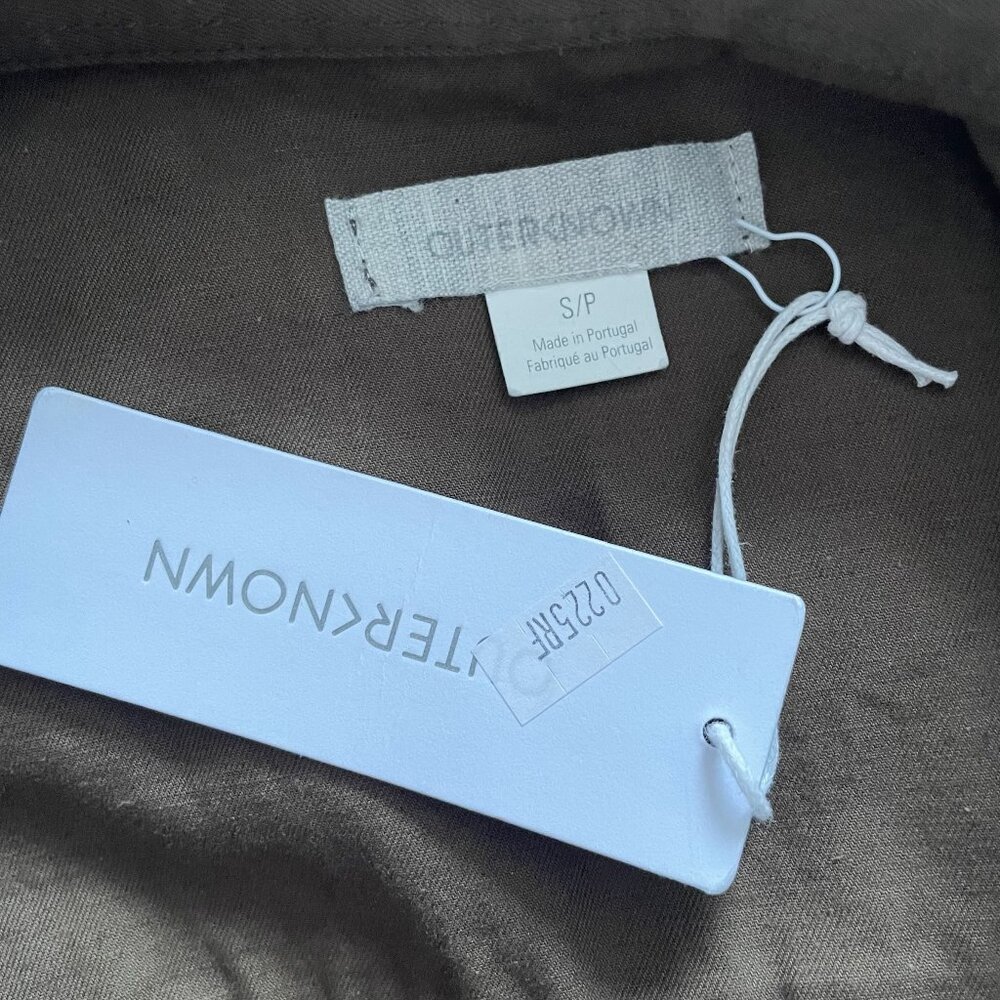 OUTERKNOWN
S/P
Made in Portugal
Fabriqué au Portugal
OUTERKNOWN
0225RF